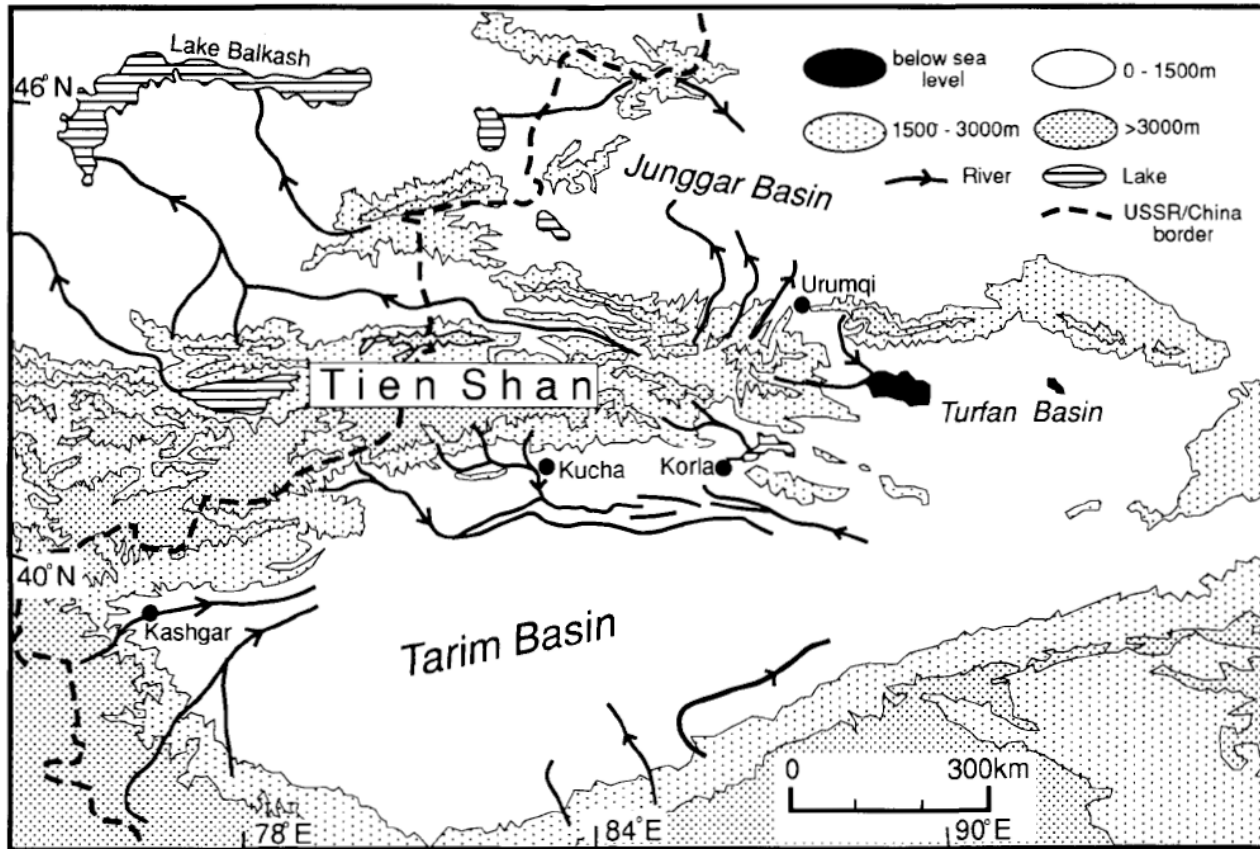 Lake Balkash
46°N
below sea
level
0 - 1500m
1500 - 3000m
>3000m
River
Lake
USSR/China
border
Junggar Basin
Urumqi
Tien Shan
Turfan Basin
Kucha
Korla
40°N
Kashgar
Tarim Basin
0
300km
78°E
84°E
90°E